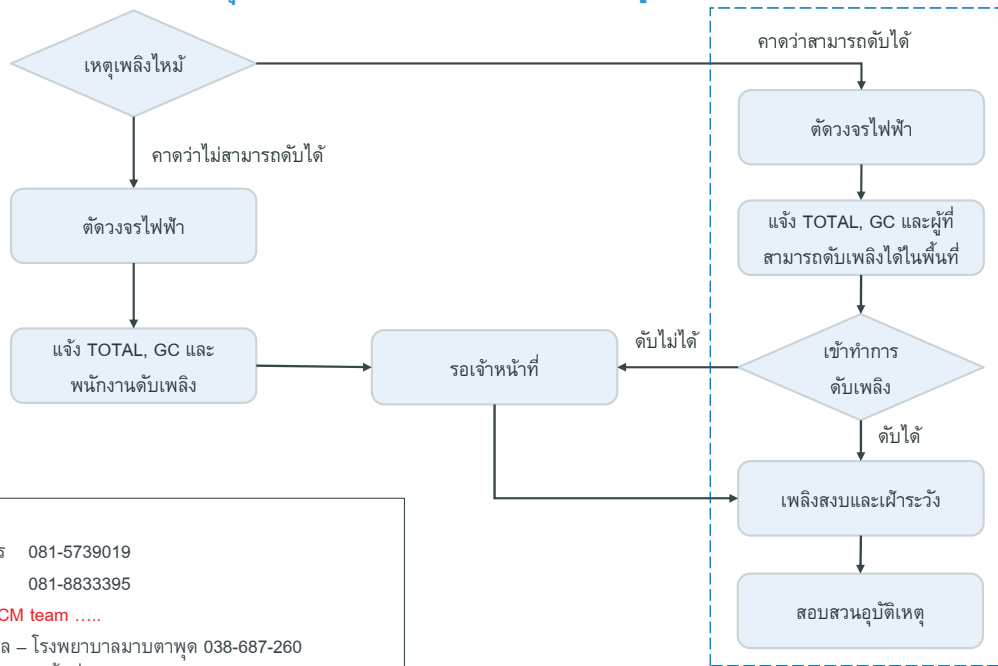 เหตุเพลิงไหม้
คาดว่าสามารถดับได้
ตัดวงจรไฟฟ้า
คาดว่าไม่สามารถดับได้
ตัดวงจรไฟฟ้า
แจ้ง TOTAL, GC และผู้ที่
สามารถดับเพลิงได้ในพื้นที่
แจ้ง TOTAL, GC และ
พนักงานดับเพลิง
รอเจ้าหน้าที่
ดับไม่ได้
เข้าทำการ
ดับเพลิง
ดับได้
เพลิงสงบและเฝ้าระวัง
สอบสวนอุบัติเหตุ
081-5739019
081-8833395
CM team …..
– โรงพยาบาลมาบตาพุด 038-687-260